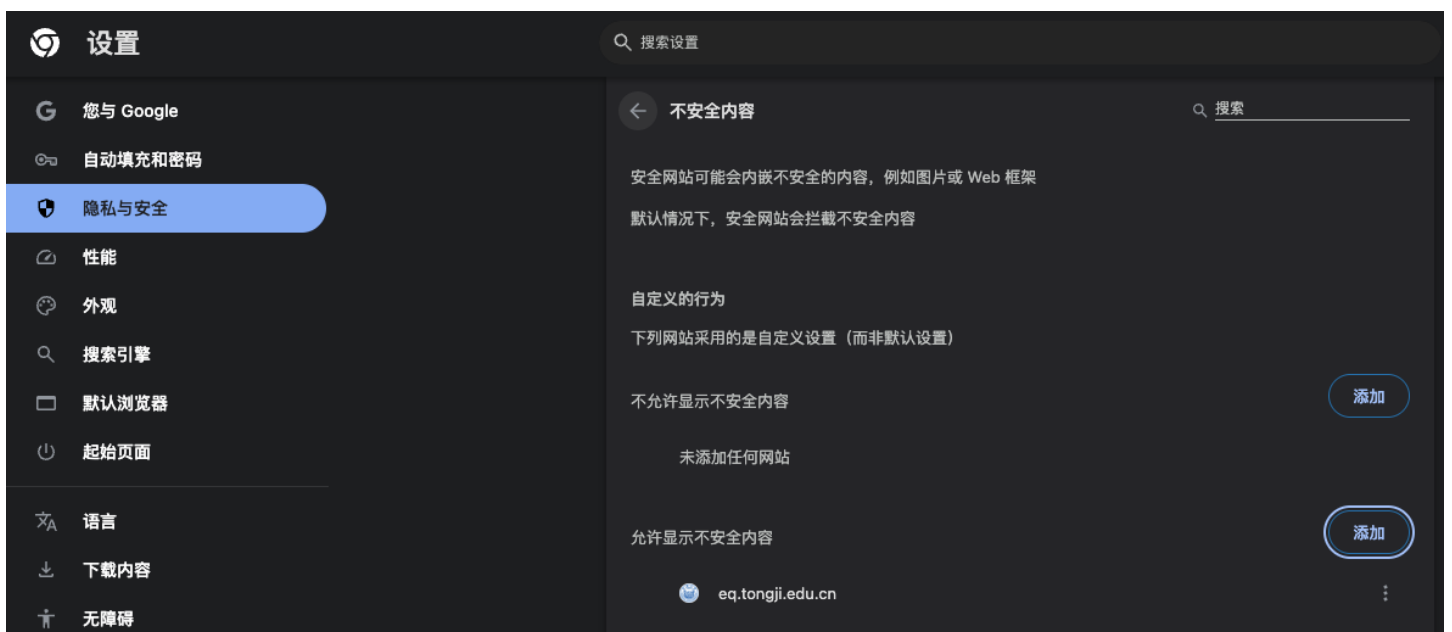 设置
搜索设置
您与 Google
自动填充和密码
隐私与安全
性能
外观
搜索引擎
默认浏览器
起始页面
语言
下载内容
无障碍
不安全内容
搜索
安全网站可能会内嵌不安全的内容，例如图片或 Web 框架
默认情况下，安全网站会拦截不安全内容
自定义的行为
下列网站采用的是自定义设置（而非默认设置）
不允许显示不安全内容
添加
未添加任何网站
允许显示不安全内容
添加
eq.tongji.edu.cn